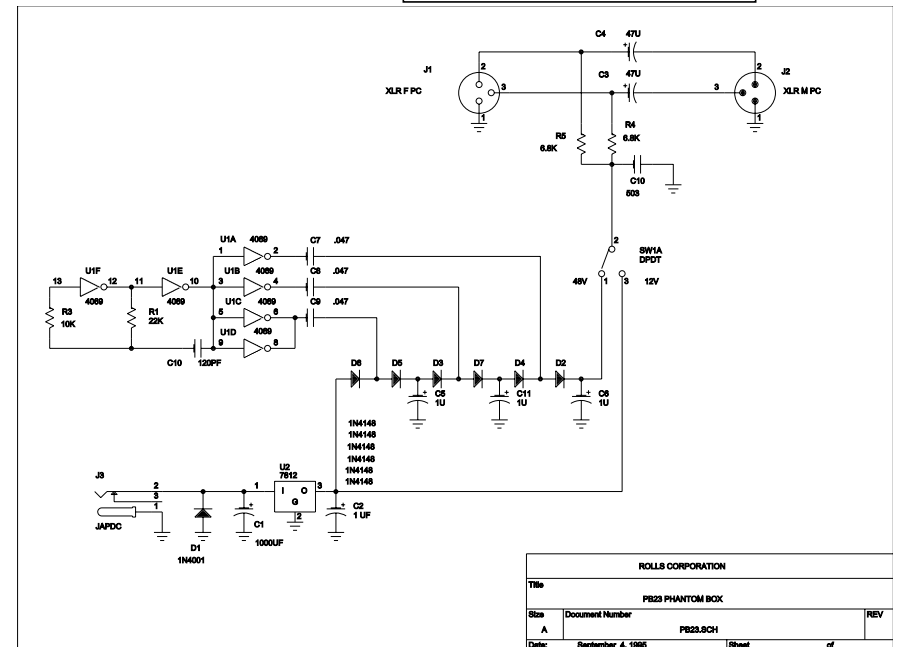 C4 47U
J1
2
XLR F PC
3
1
C3 47U
2
J2
3
XLR M PC
1
R5
6.8K
R4
6.8K
C10
503
2
SW1A
DPDT
48V
1
3
12V
U1A 4069
1
2
C7 .047
U1F
13
12
4069
U1E
11
10
4069
U1B 4069
3
4
C8 .047
U1C 4069
5
6
C9 .047
U1D 4069
9
8
R3
10K
R1
22K
C10 120PF
D6 D5 D3 D7 D4 D2
+ C5
1U
+ C11
1U
+ C6
1U
1N4148
1N4148
1N4148
1N4148
1N4148
1N4148
J3
2
3
1
JAPDC
D1
1N4001
+ C1
1000UF
U2
7812
1
I O
G
3
2
+ C2
1 UF
ROLLS CORPORATION
Title
PB23 PHANTOM BOX
Size Document Number REV
A PB23.SCH
Date: September 4, 1995 Sheet of